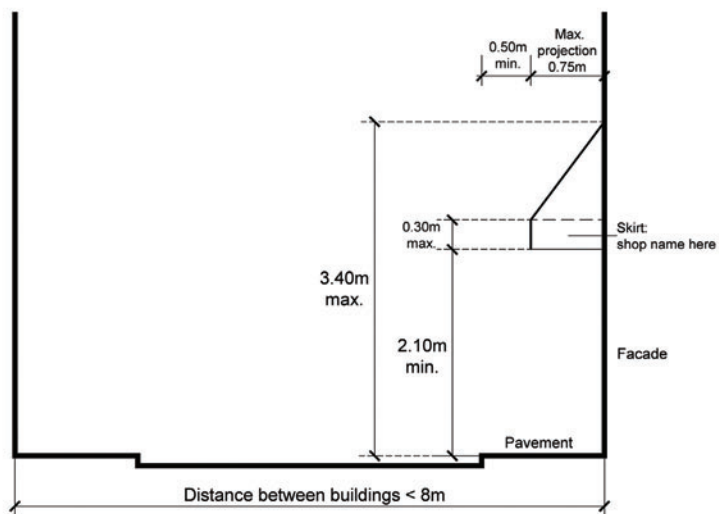 0.50m
min.
Max.
projection
0.75m
0.30m
max.
Skirt:
shop name here
3.40m
max.
2.10m
min.
Facade
Pavement
Distance between buildings < 8m